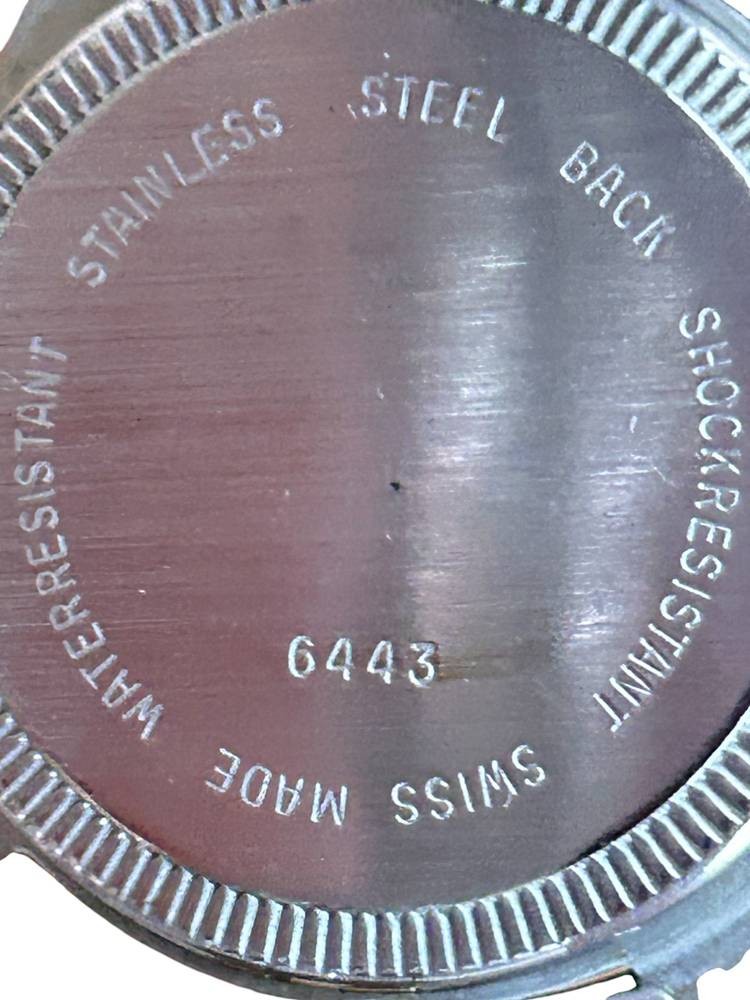 STAINLESS STEEL BACK
SHOCKRESISTANT
SWISS MADE
WATERRESISTANT
6443